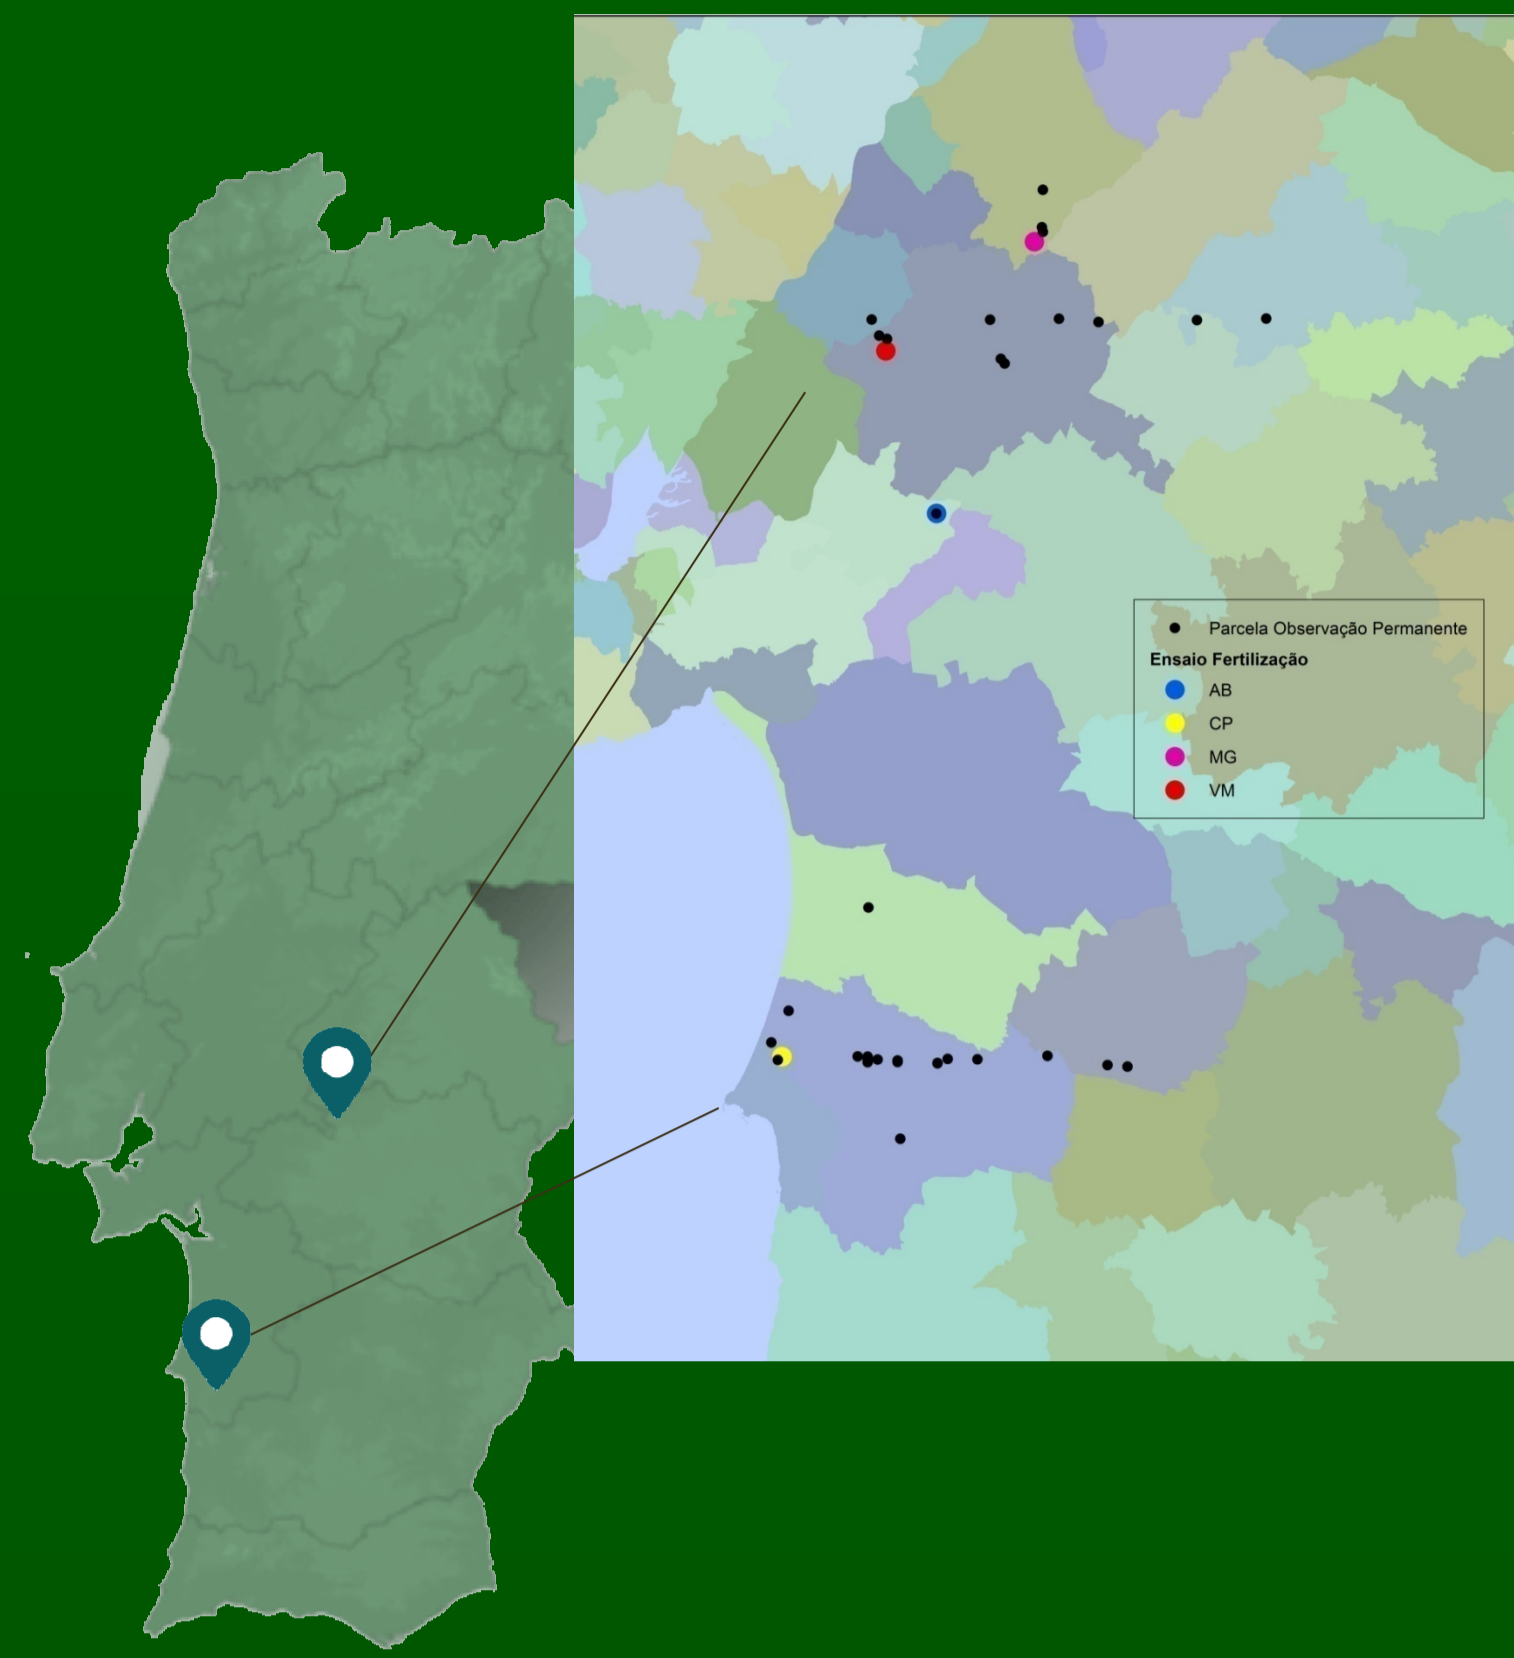 Parcela Observação Permanente
Ensaio Fertilização
AB
CP
MG
VM